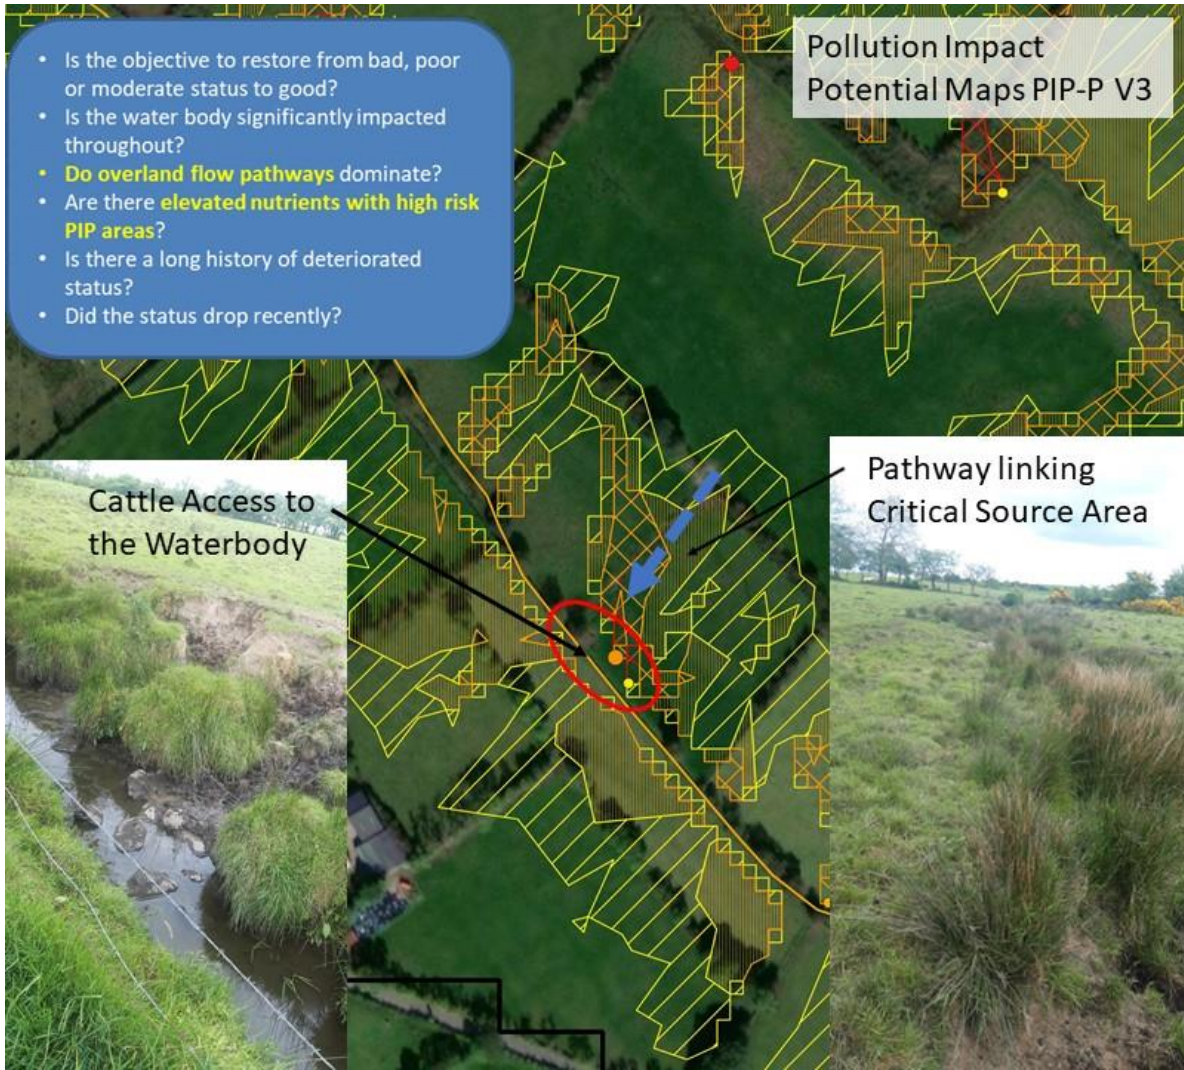 • Is the objective to restore from bad, poor
or moderate status to good?
• Is the water body significantly impacted
throughout?
• Do overland flow pathways dominate?
• Are there elevated nutrients with high risk
PIP areas?
• Is there a long history of deteriorated
status?
• Did the status drop recently?
Pollution Impact
Potential Maps PIP-P V3
Cattle Access to
the Waterbody
Pathway linking
Critical Source Area